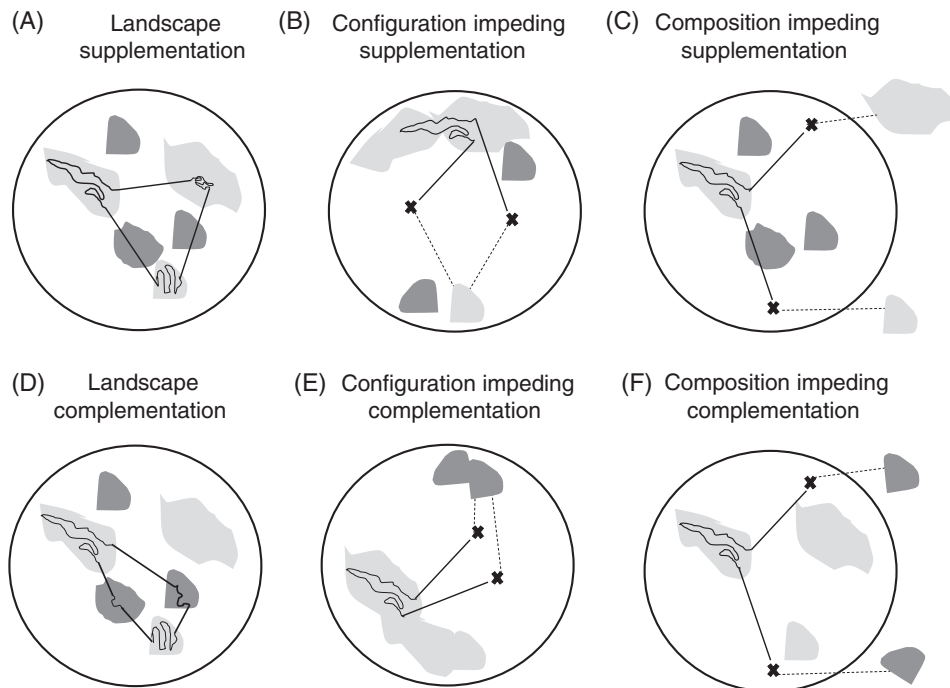 (A) Landscape
supplementation
(B) Configuration impeding
supplementation
(C) Composition impeding
supplementation
(D) Landscape
complementation
(E) Configuration impeding
complementation
(F) Composition impeding
complementation